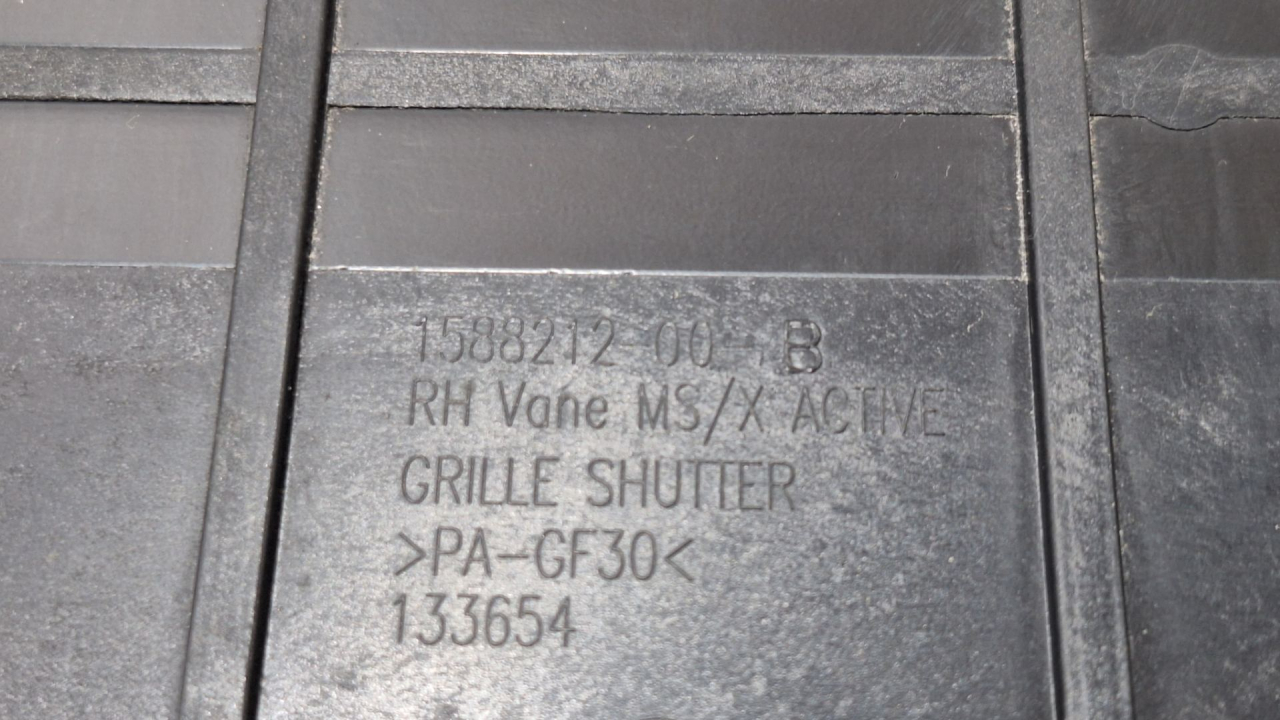 1588212-00-B
RH Vane MS/X ACTIVE
GRILLE SHUTTER
>PA-GF30<
133654